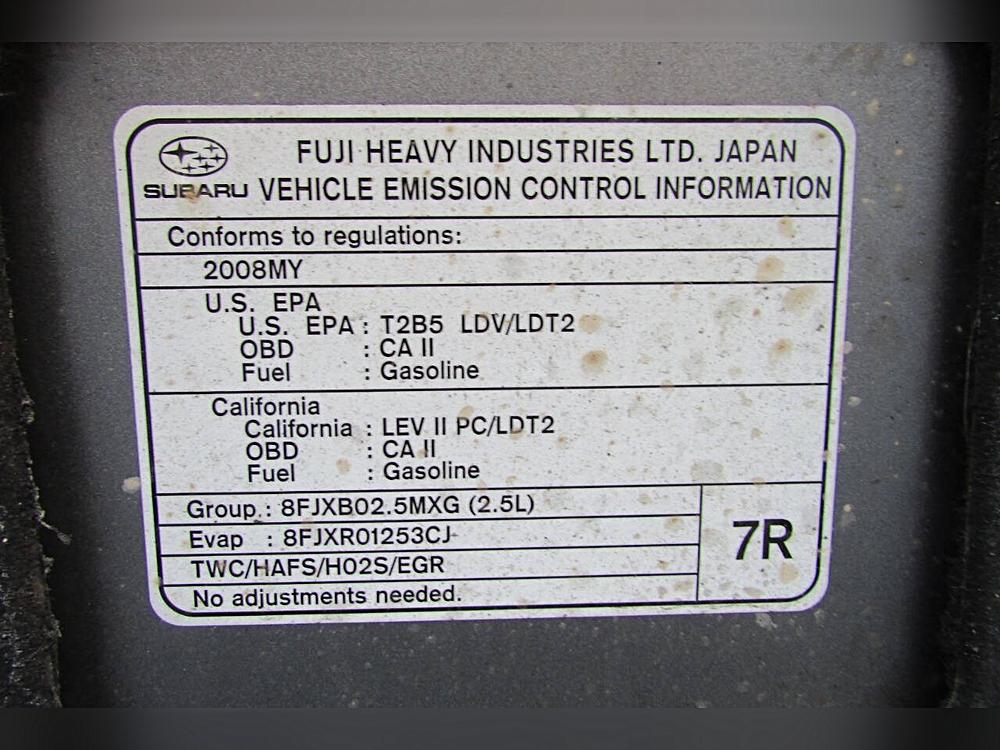 FUJI HEAVY INDUSTRIES LTD. JAPAN
SUBARU VEHICLE EMISSION CONTROL INFORMATION
Conforms to regulations:
2008MY
U.S. EPA
U.S. EPA : T2B5 LDV/LDT2
OBD : CA II
Fuel : Gasoline
California
California : LEV II PC/LDT2
OBD : CA II
Fuel : Gasoline
Group : 8FJXB02.5MXG (2.5L)
Evap : 8FJXR01253CJ
7R
TWC/HAFS/HO2S/EGR
No adjustments needed.